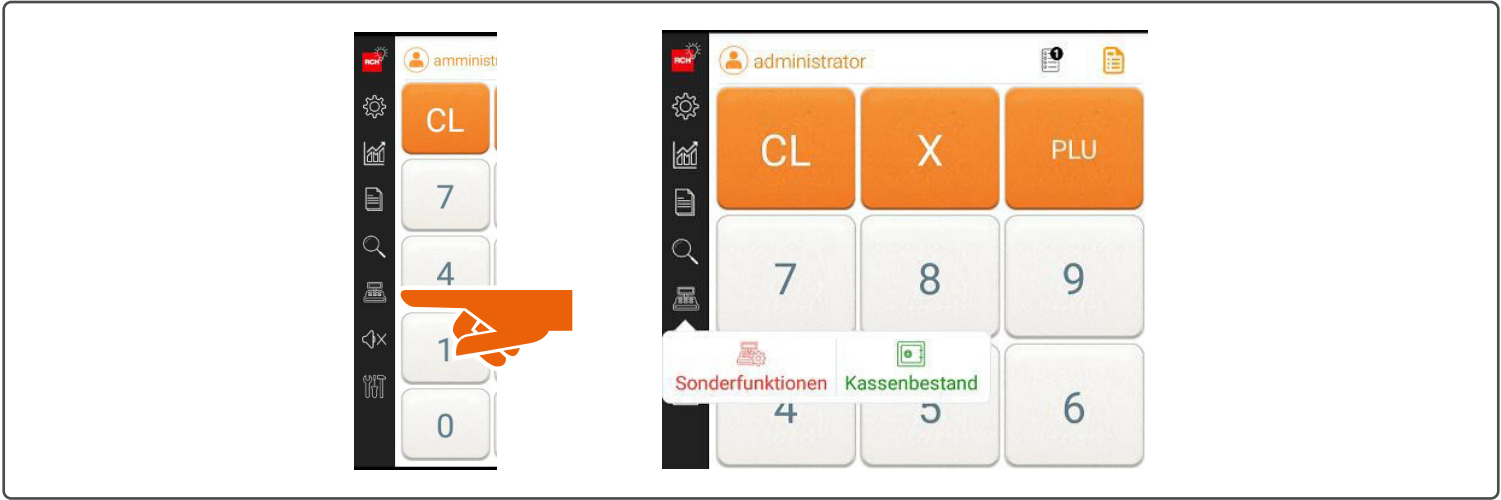 RCH
amminist
CL
7
4
1
0
RCH
administrator
1
CL
X
PLU
7
8
9
Sonderfunktionen
Kassenbestand
4
5
6